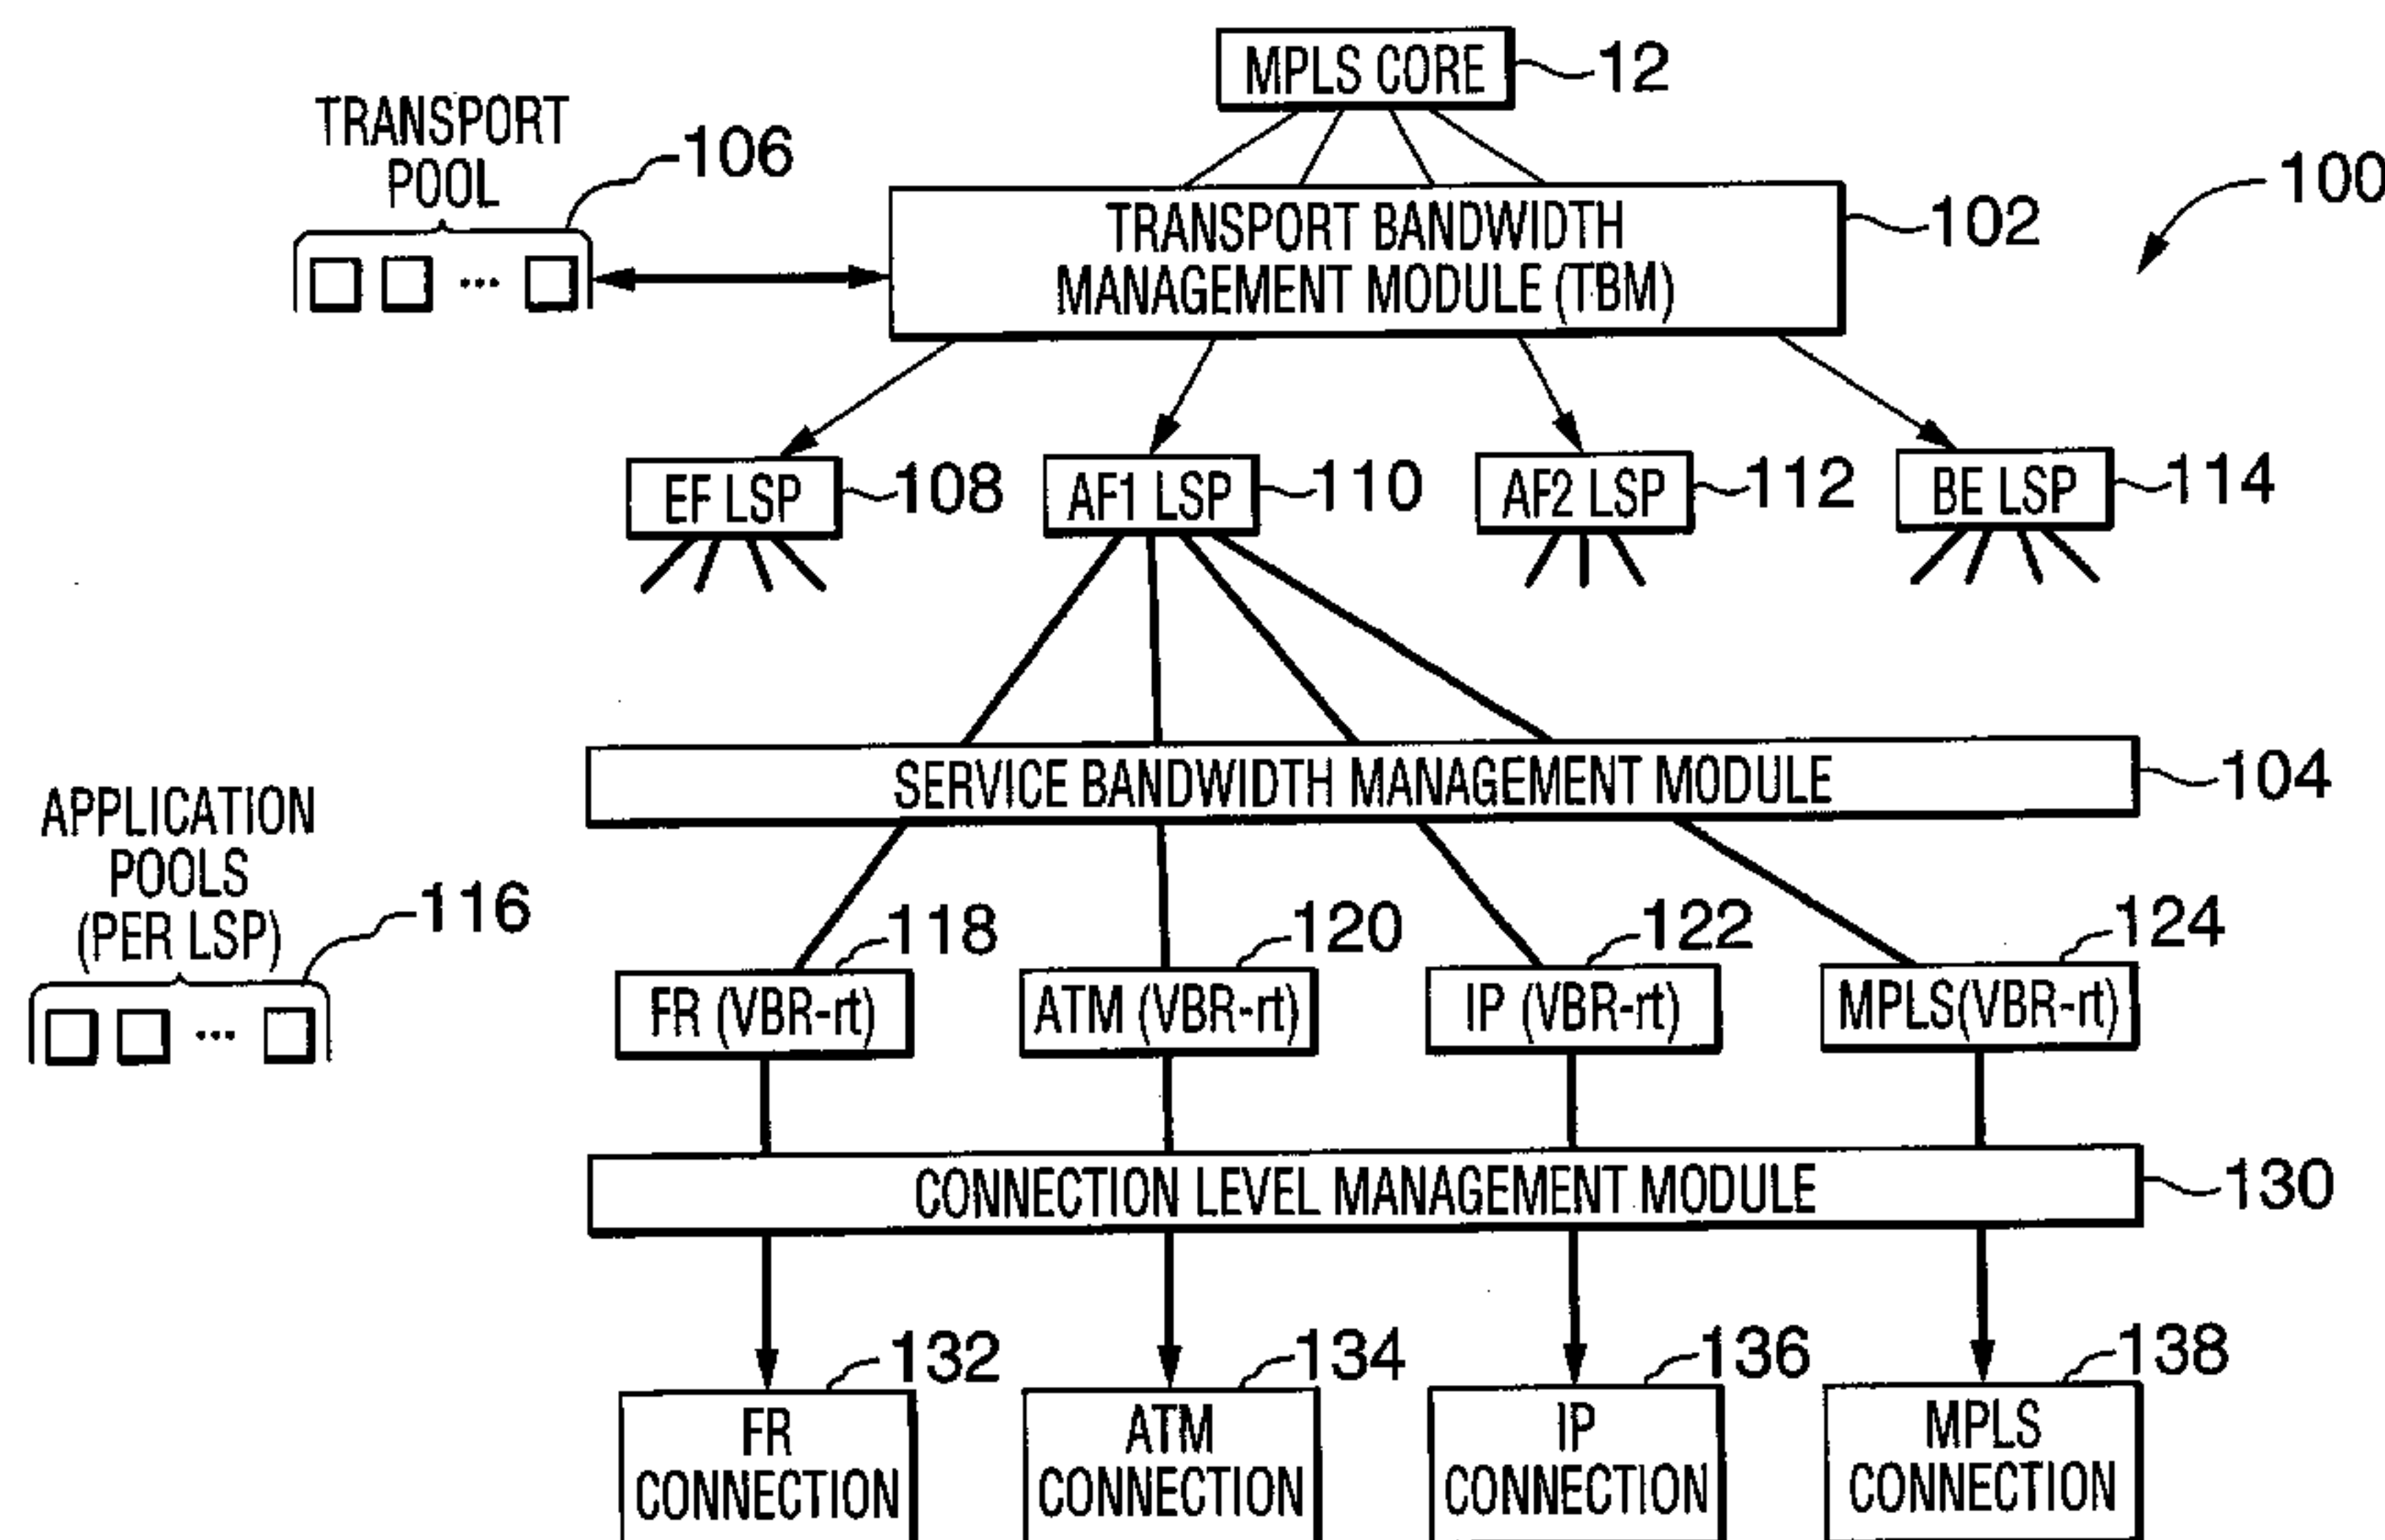 MPLS CORE
12
TRANSPORT
POOL
106
TRANSPORT BANDWIDTH
MANAGEMENT MODULE (TBM)
102
100
EF LSP
108
AF1 LSP
110
AF2 LSP
112
BE LSP
114
SERVICE BANDWIDTH MANAGEMENT MODULE
104
APPLICATION
POOLS
(PER LSP)
116
118
120
122
124
FR (VBR-rt)
ATM (VBR-rt)
IP (VBR-rt)
MPLS(VBR-rt)
CONNECTION LEVEL MANAGEMENT MODULE
130
132
134
136
138
FR
CONNECTION
ATM
CONNECTION
IP
CONNECTION
MPLS
CONNECTION